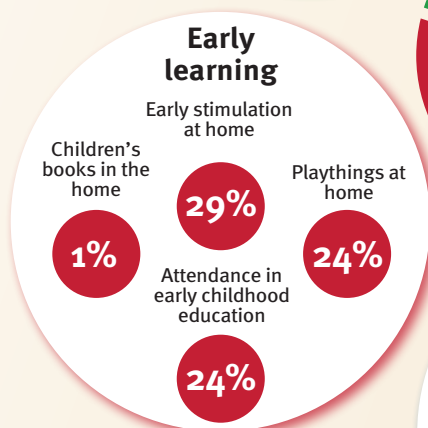 Early
learning
Early stimulation
at home
29%
Children’s
books in the
home
1%
Playthings at
home
24%
Attendance in
early childhood
education
24%